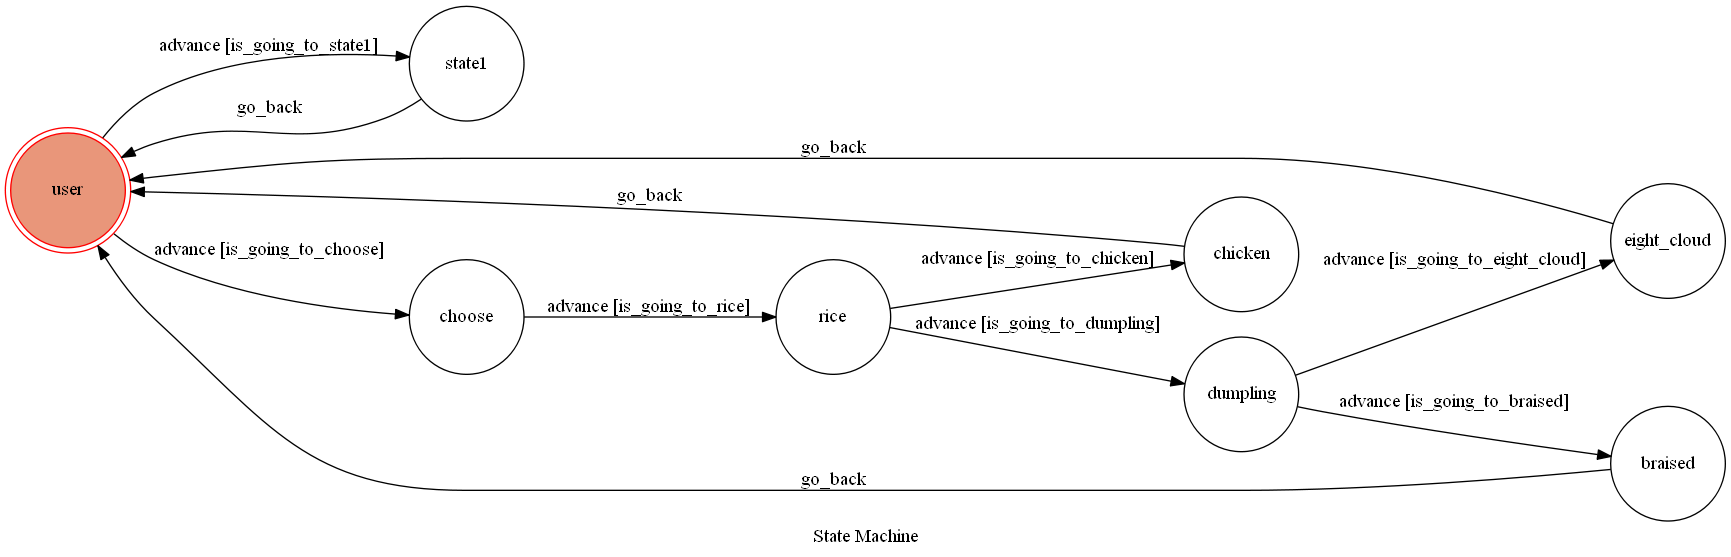 advance [is_going_to_state1]
state1
go_back
go_back
user
go_back
advance [is_going_to_choose]
choose
advance [is_going_to_rice]
rice
advance [is_going_to_chicken]
chicken
advance [is_going_to_dumpling]
dumpling
advance [is_going_to_eight_cloud]
eight_cloud
advance [is_going_to_braised]
braised
go_back
State Machine